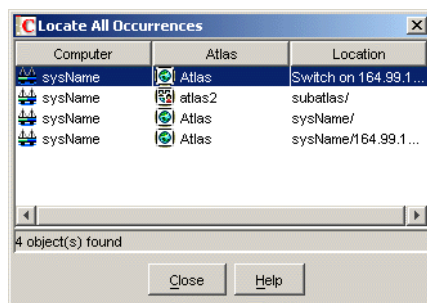 Locate All Occurrences
Computer Atlas Location
sysName Atlas Switch on 164.99.1...
sysName atlas2 subatlas/
sysName Atlas sysName/
sysName Atlas sysName/164.99.1...
4 object(s) found
Close Help